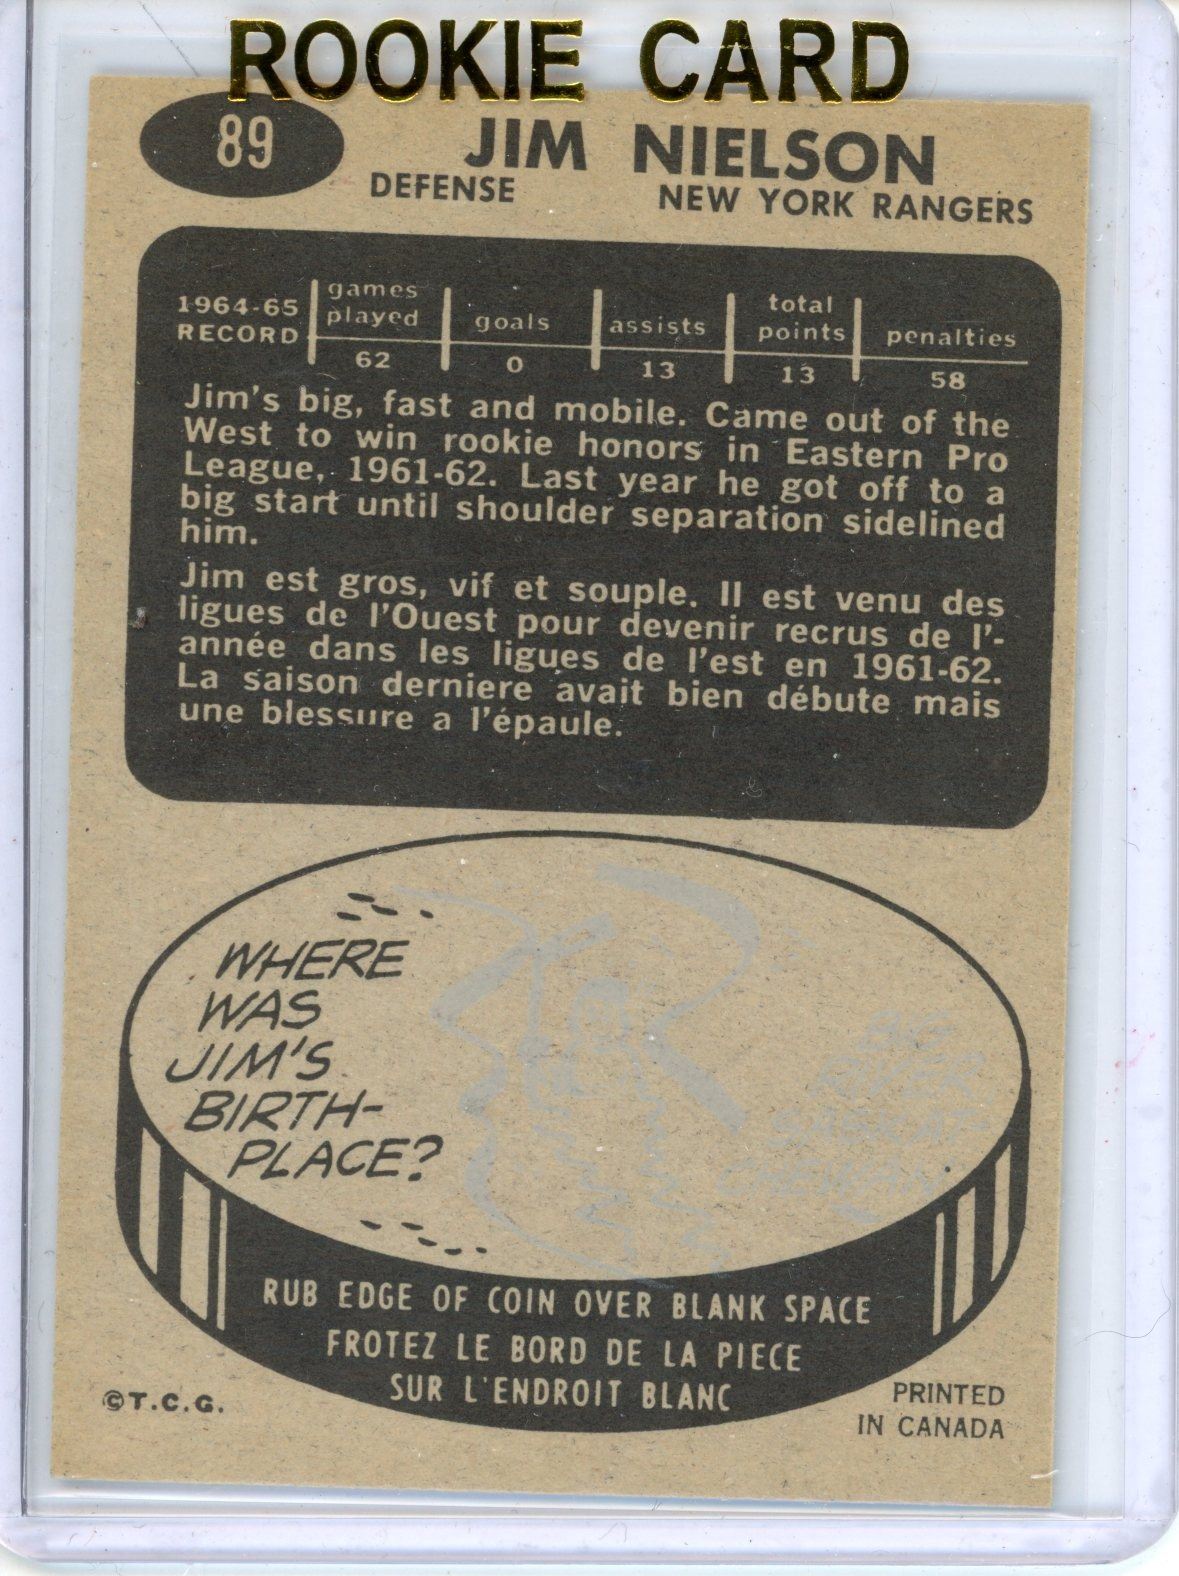 ROOKIE CARD
89
JIM NIELSON
DEFENSE
NEW YORK RANGERS
1964-65 RECORD
games played
goals
assists
total points
penalties
62
0
13
13
58
Jim's big, fast and mobile. Came out of the
West to win rookie honors in Eastern Pro
League, 1961-62. Last year he got off to a
big start until shoulder separation sidelined
him.
Jim est gros, vif et souple. Il est venu des
ligues de l'Ouest pour devenir recrus de l'-
année dans les ligues de l'est en 1961-62.
La saison derniere avait bien débute mais
une blessure a l'épaule.
WHERE
WAS
JIM'S
BIRTH-
PLACE?
BIG
RIVER,
SASKAT-
CHEWAN
RUB EDGE OF COIN OVER BLANK SPACE
FROTEZ LE BORD DE LA PIECE
SUR L'ENDROIT BLANC
©T.C.G.
PRINTED
IN CANADA